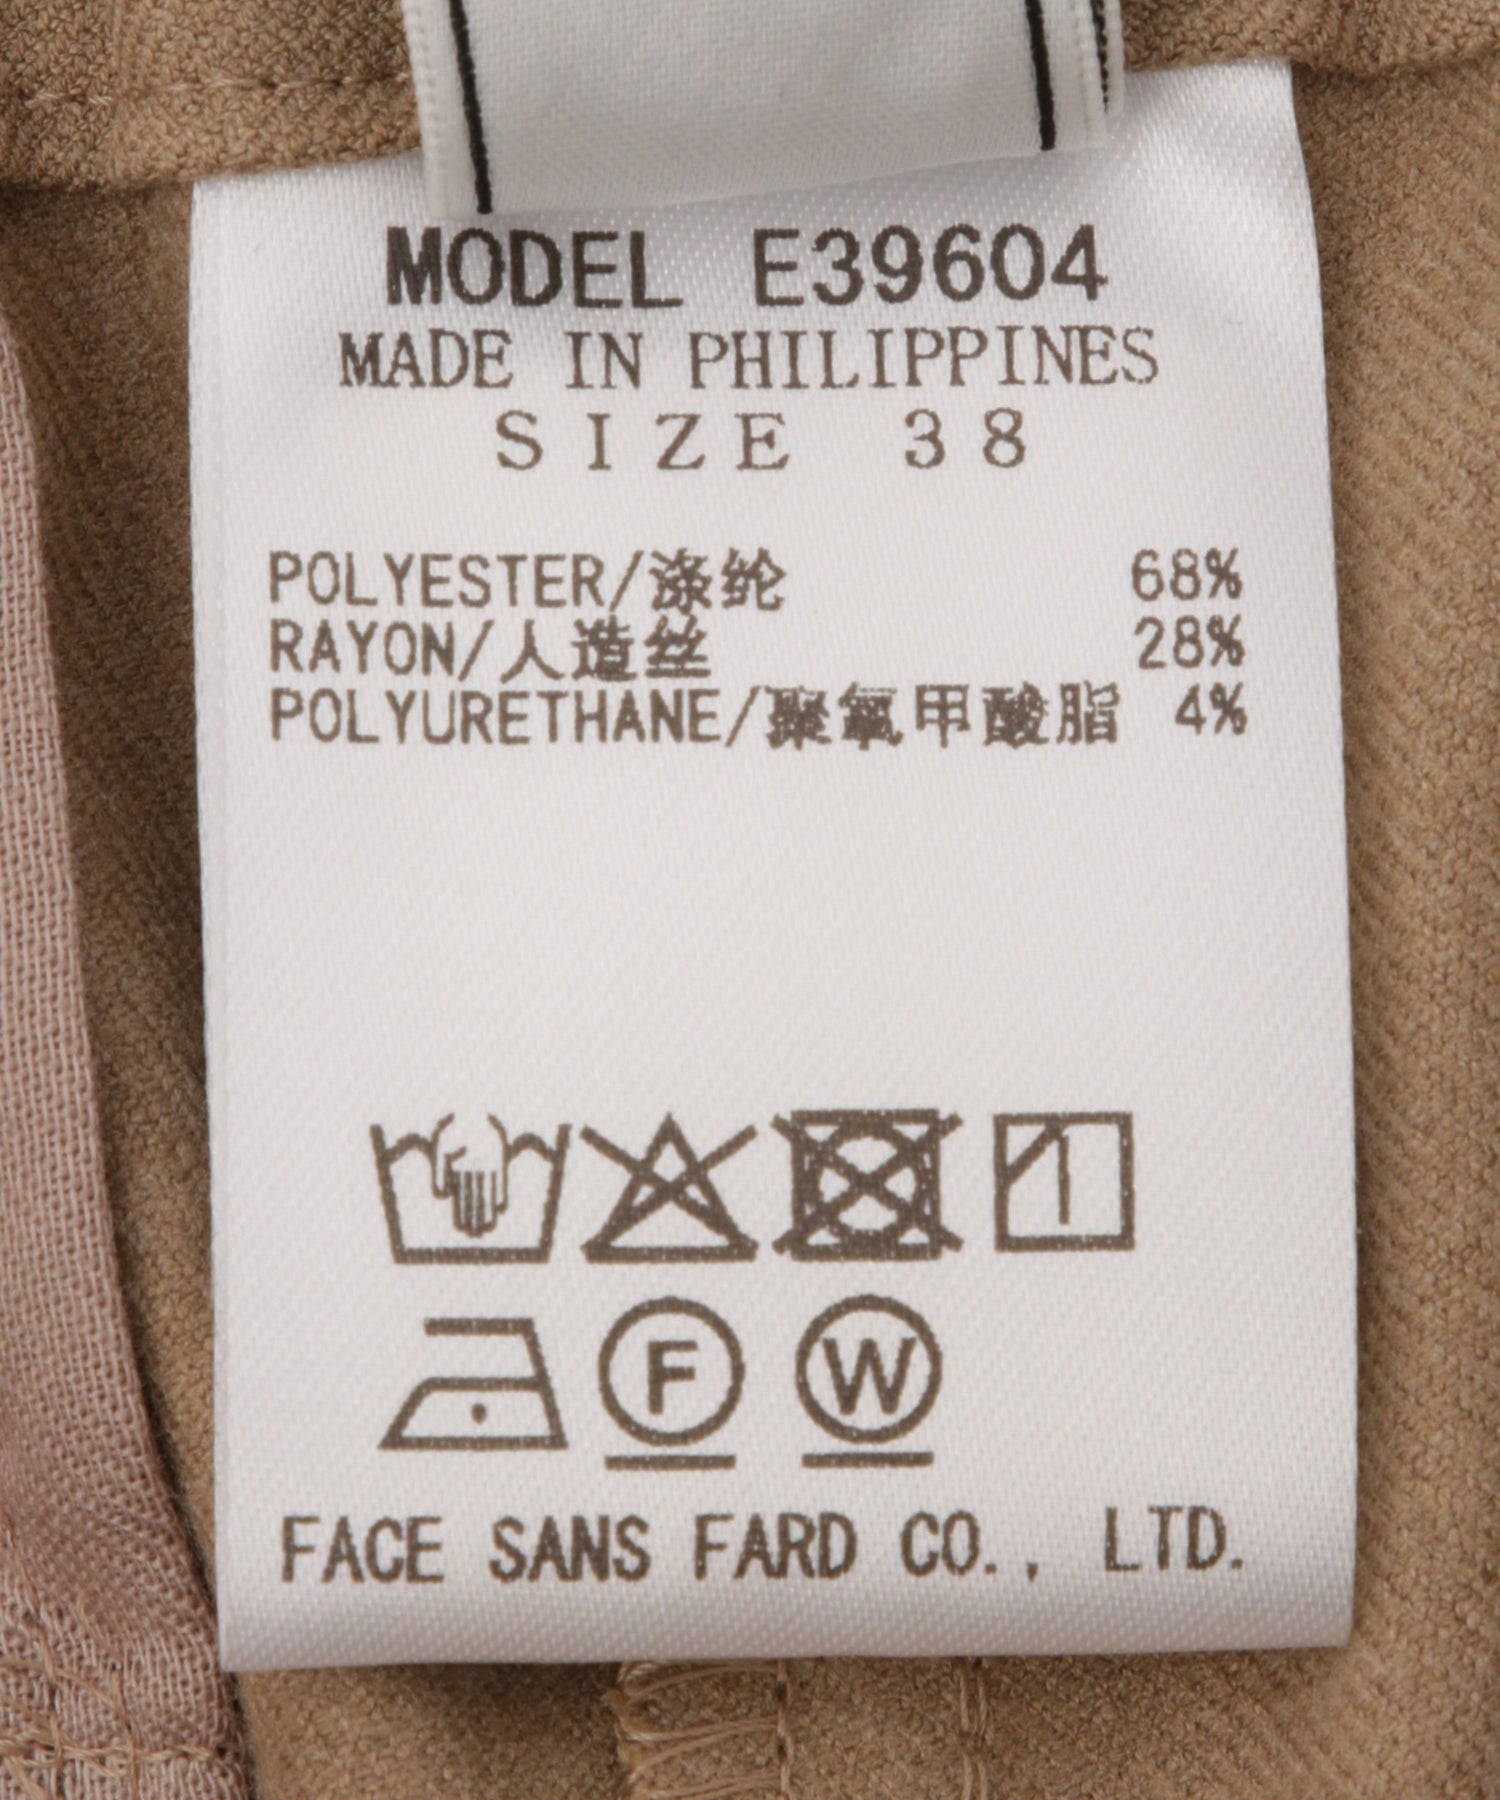 MODEL E39604
MADE IN PHILIPPINES
SIZE 38
POLYESTER/涤纶 68%
RAYON/人造丝 28%
POLYURETHANE/聚氨甲酸脂 4%
1
F W
FACE SANS FARD CO., LTD.